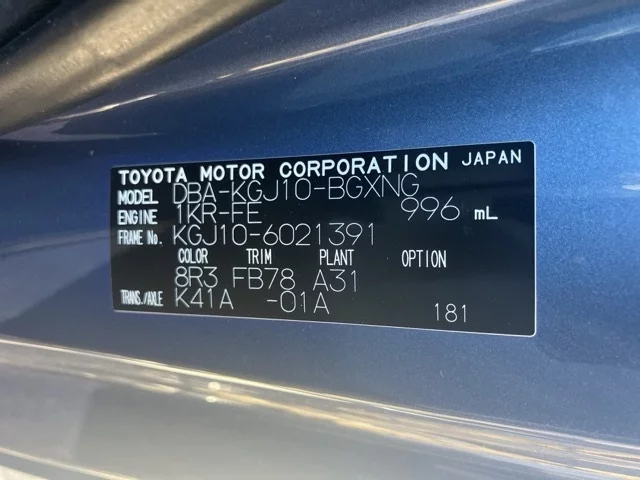 TOYOTA MOTOR CORPORATION JAPAN
MODEL DBA-KGJ10-BGXNG
ENGINE 1KR-FE 996 mL
FRAME No. KGJ10-6021391
COLOR TRIM PLANT OPTION
8R3 FB78 A31
TRANS./AXLE K41A -01A
181